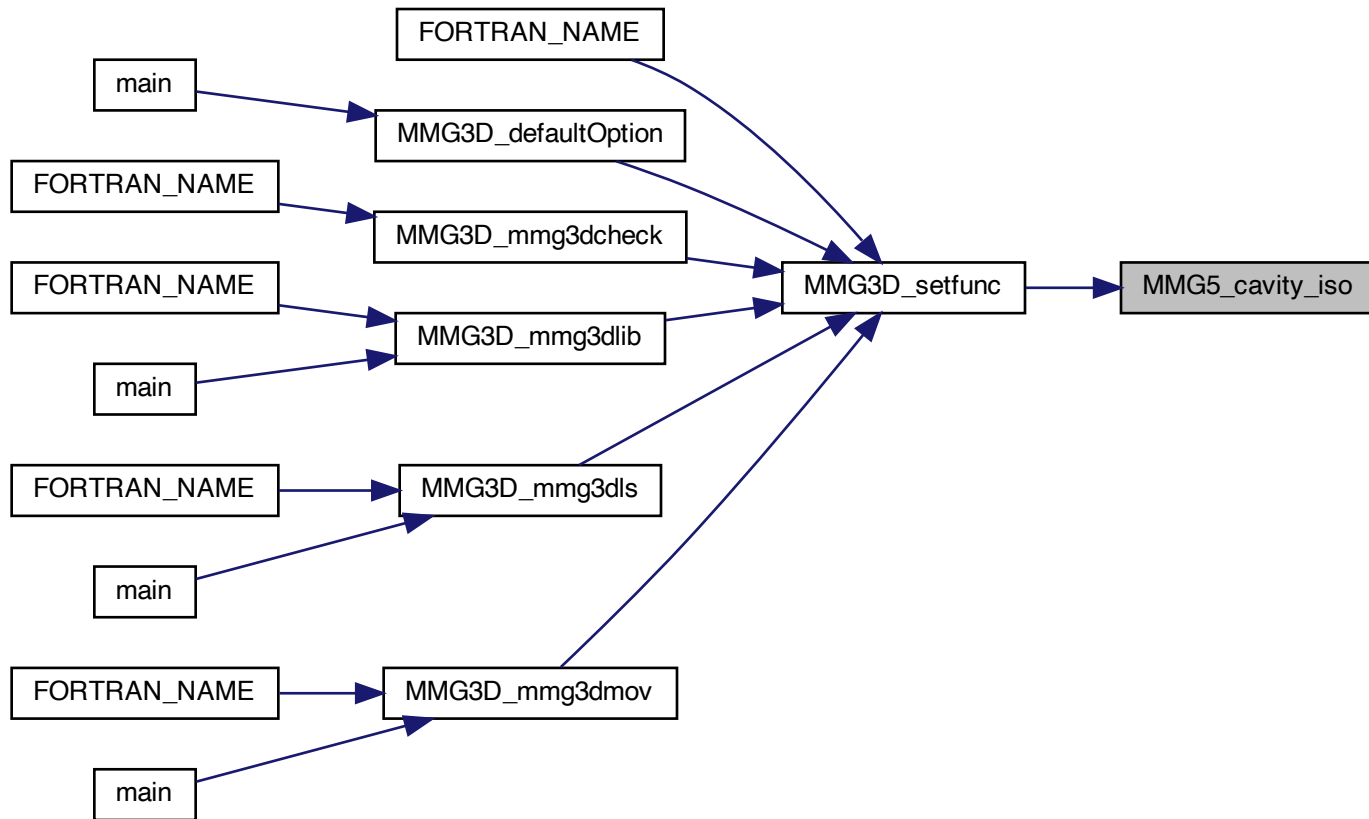 FORTRAN_NAME
main
MMG3D_defaultOption
FORTRAN_NAME
MMG3D_mmg3dcheck
FORTRAN_NAME
MMG3D_setfunc
MMG5_cavity_iso
MMG3D_mmg3dlib
main
FORTRAN_NAME
MMG3D_mmg3dls
main
FORTRAN_NAME
MMG3D_mmg3dmov
main